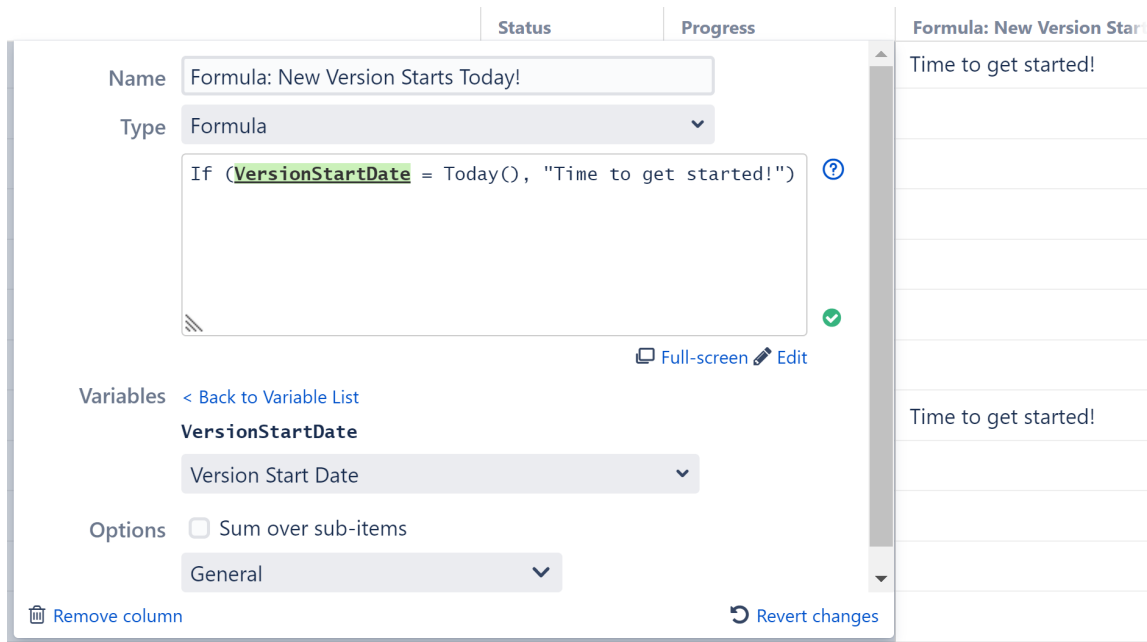 Status Progress Formula: New Version Star
Name Formula: New Version Starts Today!
Time to get started!
Type Formula
If (VersionStartDate = Today(), "Time to get started!")
Full-screen Edit
Variables < Back to Variable List
Time to get started!
VersionStartDate
Version Start Date
Options Sum over sub-items
General
Remove column Revert changes